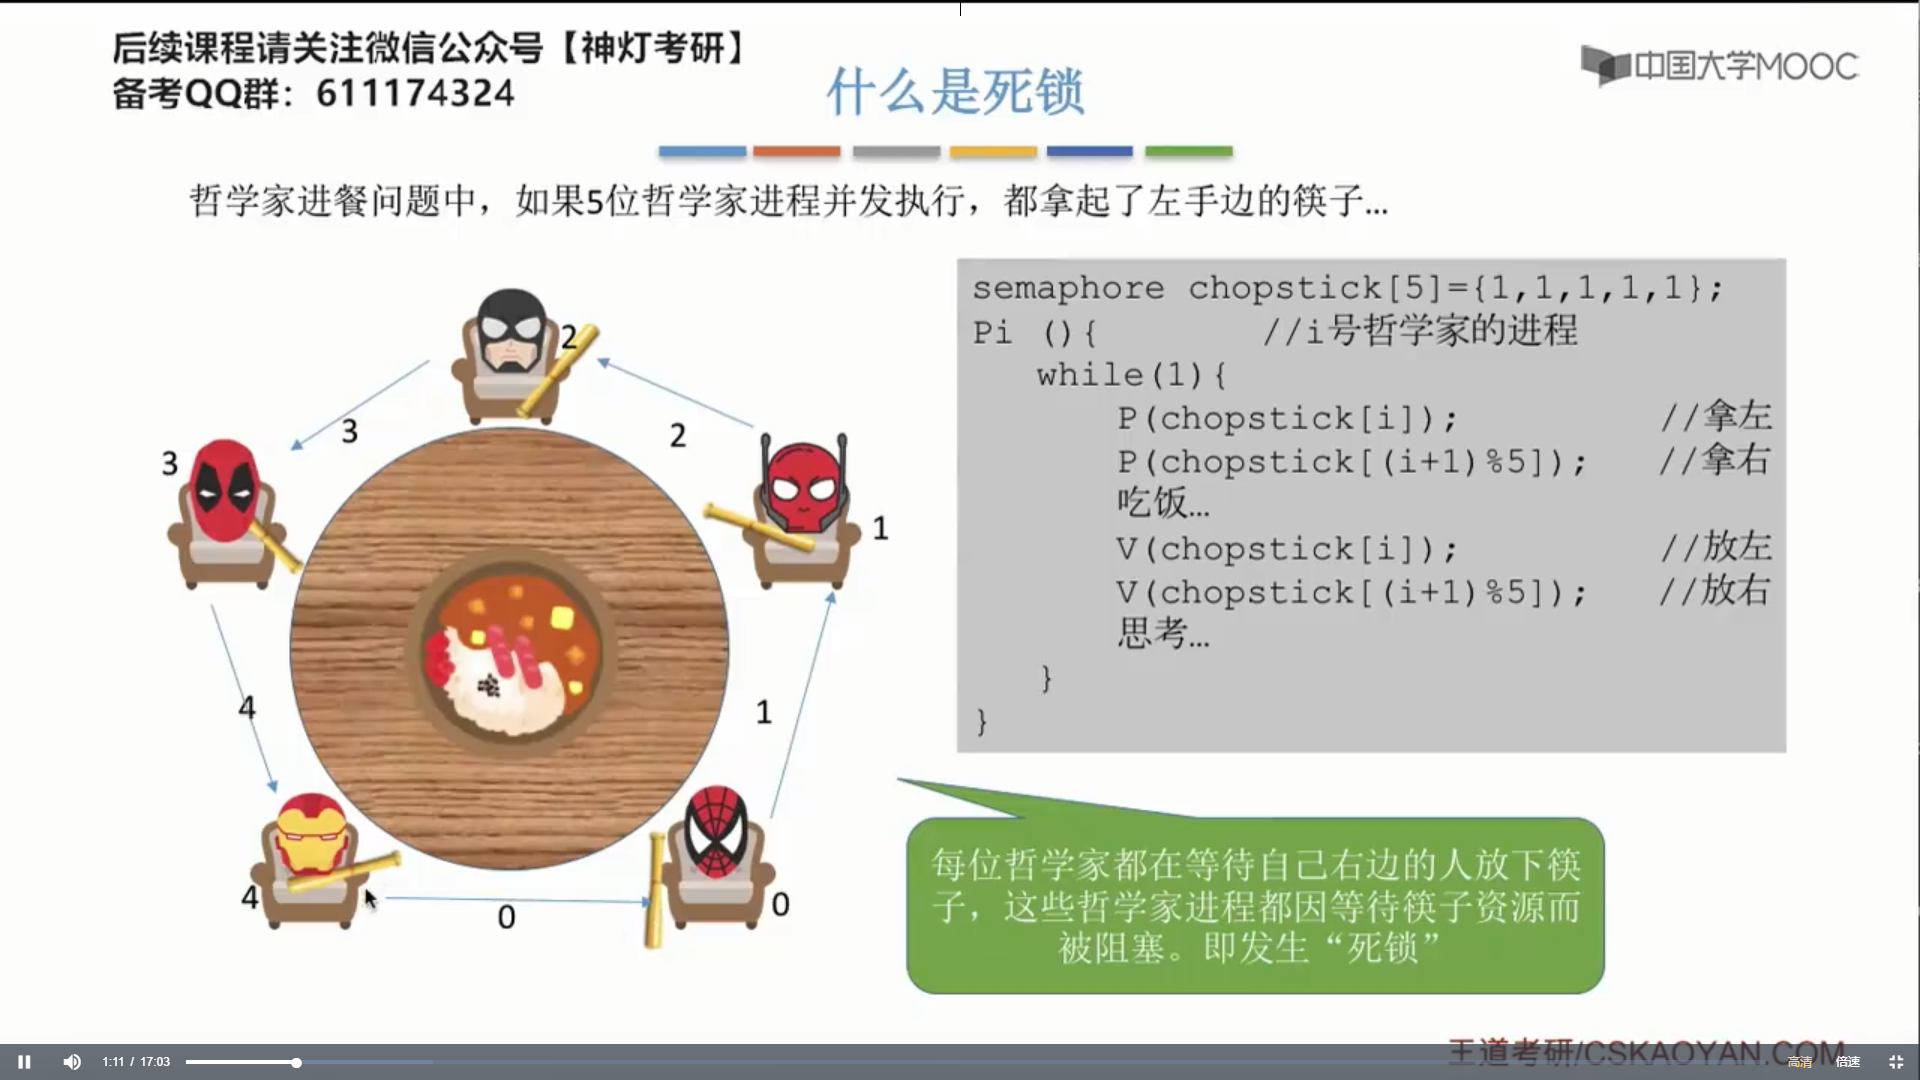 后续课程请关注微信公众号【神灯考研】
备考QQ群：611174324
中国大学MOOC
什么是死锁
哲学家进餐问题中，如果5位哲学家进程并发执行，都拿起了左手边的筷子...
2
3
2
3
1
4
1
4
0
0
semaphore chopstick[5]={1,1,1,1,1};
Pi (){ //i号哲学家的进程
while(1){
P(chopstick[i]); //拿左
P(chopstick[(i+1)%5]); //拿右
吃饭...
V(chopstick[i]); //放左
V(chopstick[(i+1)%5]); //放右
思考...
}
}
每位哲学家都在等待自己右边的人放下筷
子，这些哲学家进程都因等待筷子资源而
被阻塞。即发生“死锁”
王道考研/CSKAOYAN.COM
1:11 / 17:03
高清
倍速